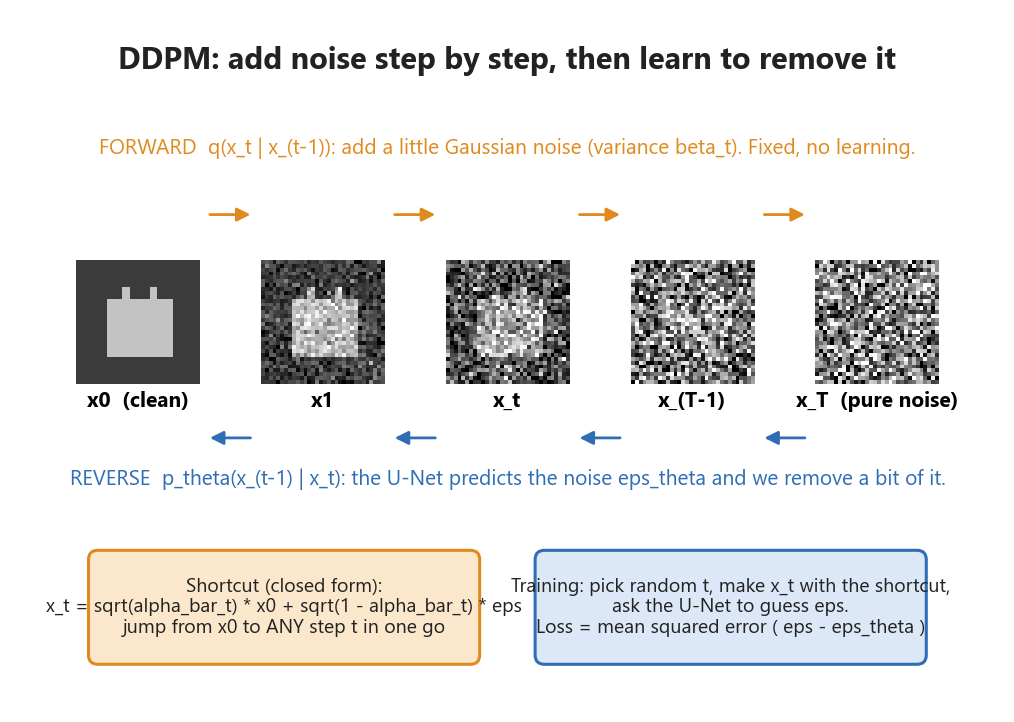 DDPM: add noise step by step, then learn to remove it
FORWARD  q(x_t | x_(t-1)): add a little Gaussian noise (variance beta_t). Fixed, no learning.
x0  (clean)
x1
x_t
x_(T-1)
x_T  (pure noise)
REVERSE  p_theta(x_(t-1) | x_t): the U-Net predicts the noise eps_theta and we remove a bit of it.
Shortcut (closed form):
x_t = sqrt(alpha_bar_t) * x0 + sqrt(1 - alpha_bar_t) * eps
jump from x0 to ANY step t in one go
Training: pick random t, make x_t with the shortcut,
ask the U-Net to guess eps.
Loss = mean squared error ( eps - eps_theta )